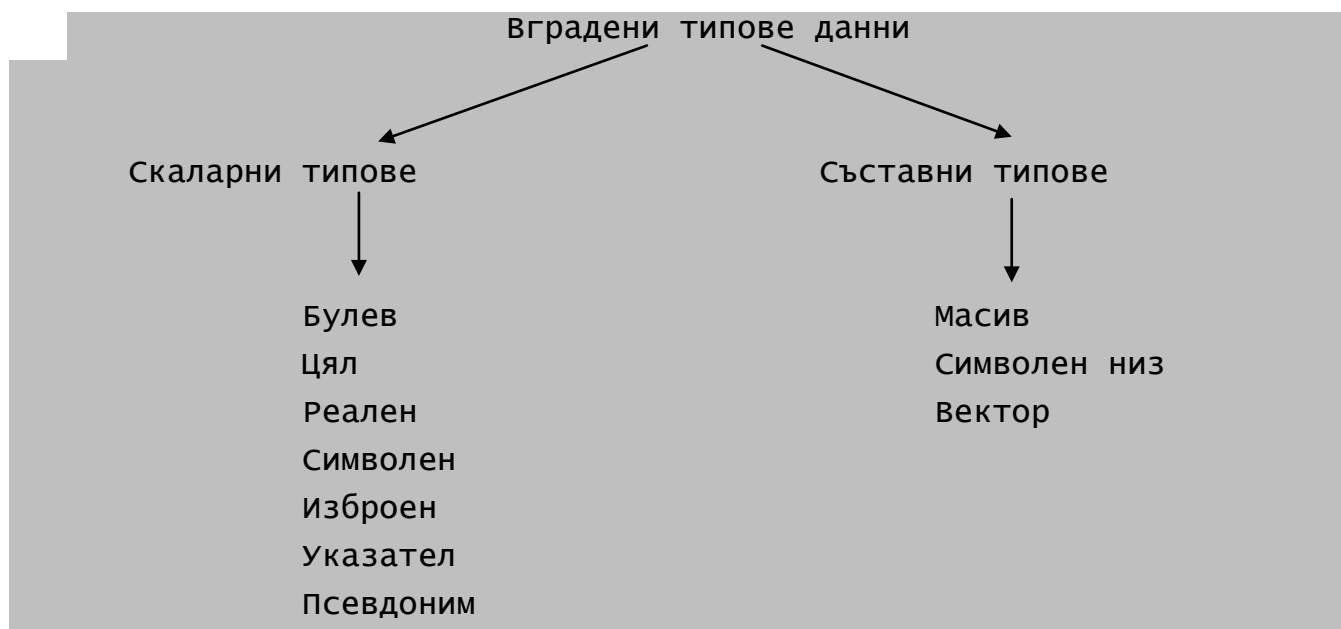 Вградени типове данни
Скаларни типове
Съставни типове
Булев
Цял
Реален
Символен
Изброен
Указател
Псевдоним
Масив
Символен низ
Вектор